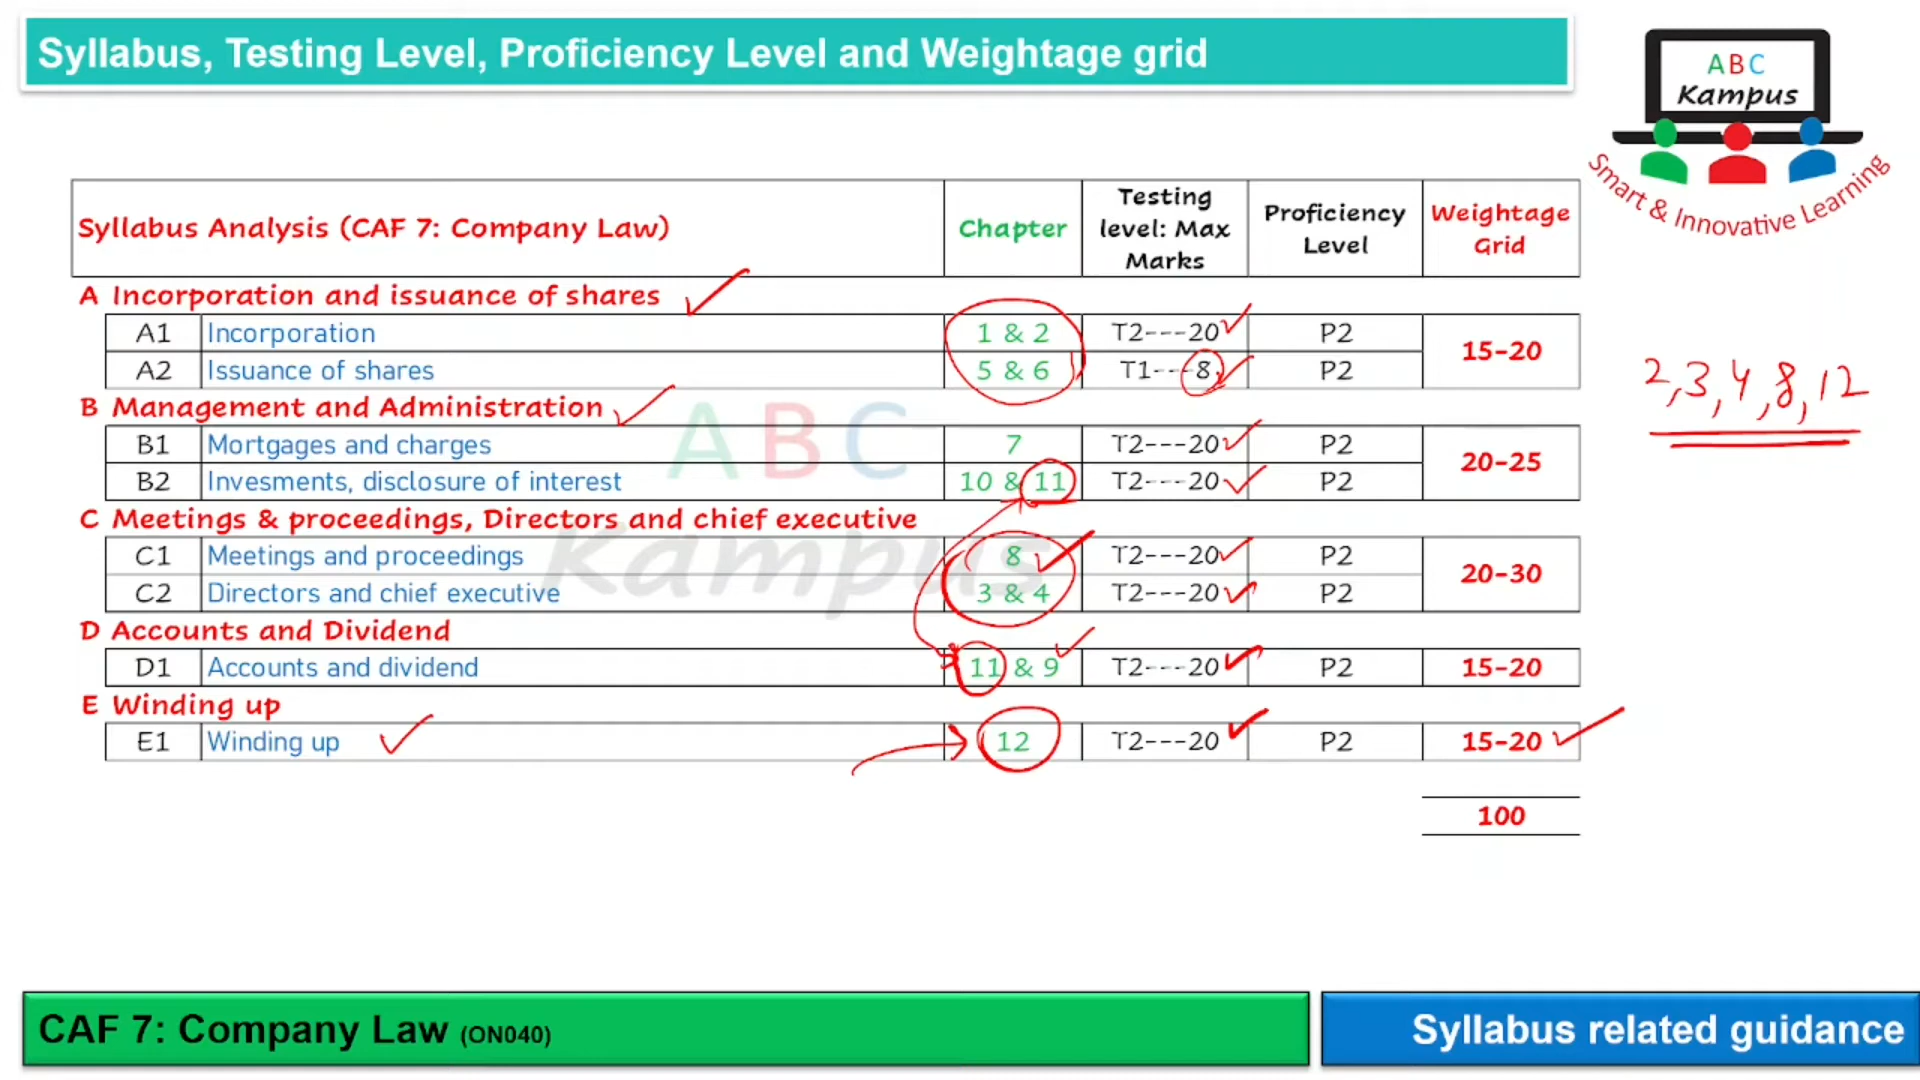 Syllabus, Testing Level, Proficiency Level and Weightage grid
ABC
Kampus
Smart & Innovative Learning
Syllabus Analysis (CAF 7: Company Law) Chapter Testing level: Max Marks Proficiency Level Weightage Grid
A Incorporation and issuance of shares
A1 Incorporation 1 & 2 T2---20 P2 15-20
A2 Issuance of shares 5 & 6 T1---8 P2
2,3,4,8,12
B Management and Administration
B1 Mortgages and charges 7 T2---20 P2 20-25
B2 Invesments, disclosure of interest 10 & 11 T2---20 P2
C Meetings & proceedings, Directors and chief executive
C1 Meetings and proceedings 8 T2---20 P2 20-30
C2 Directors and chief executive 3 & 4 T2---20 P2
D Accounts and Dividend
D1 Accounts and dividend 11 & 9 T2---20 P2 15-20
E Winding up
E1 Winding up 12 T2---20 P2 15-20
100
ABC
Kampus
CAF 7: Company Law (ON040)
Syllabus related guidance